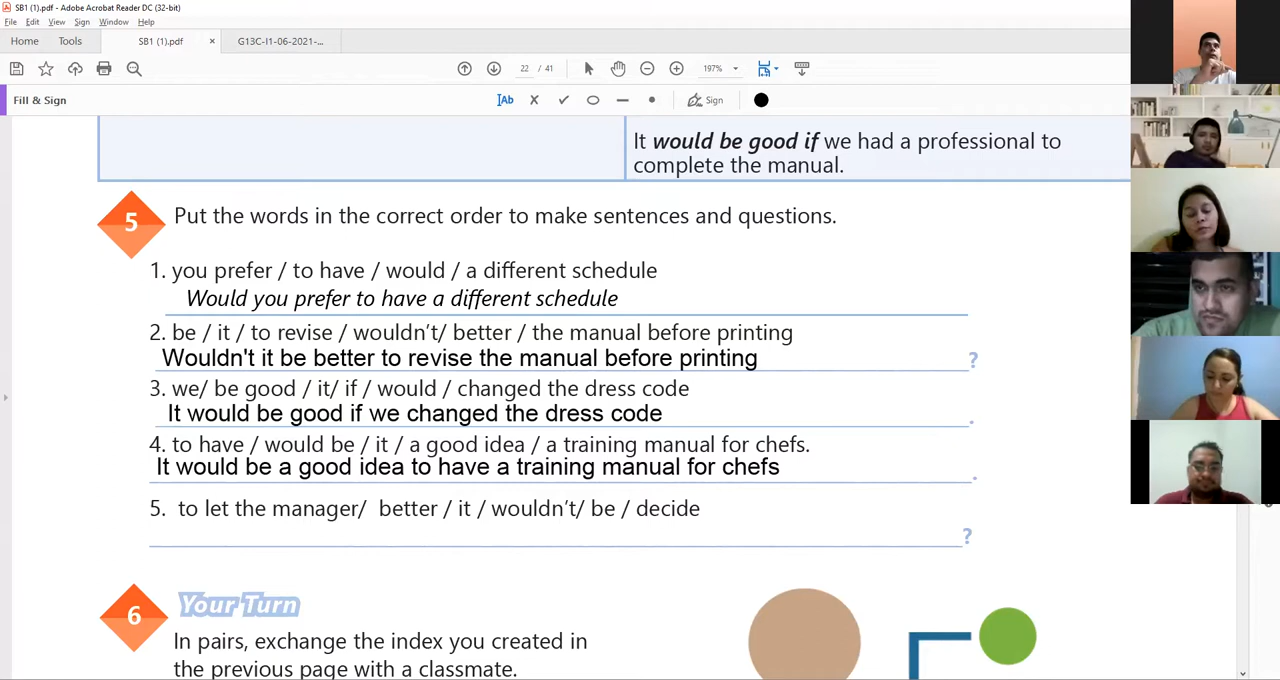 SB1 (1).pdf - Adobe Acrobat Reader DC (32-bit)
File Edit View Sign Window Help
Home Tools SB1 (1).pdf × G13C-I1-06-2021-...
22 / 41 197%
Fill & Sign Ab Sign
It would be good if we had a professional to
complete the manual.
5 Put the words in the correct order to make sentences and questions.
1. you prefer / to have / would / a different schedule
Would you prefer to have a different schedule
2. be / it / to revise / wouldn't/ better / the manual before printing
Wouldn't it be better to revise the manual before printing ?
3. we/ be good / it/ if / would / changed the dress code
It would be good if we changed the dress code .
4. to have / would be / it / a good idea / a training manual for chefs.
It would be a good idea to have a training manual for chefs .
5. to let the manager/ better / it / wouldn't/ be / decide
?
6 Your Turn
In pairs, exchange the index you created in
the previous page with a classmate.